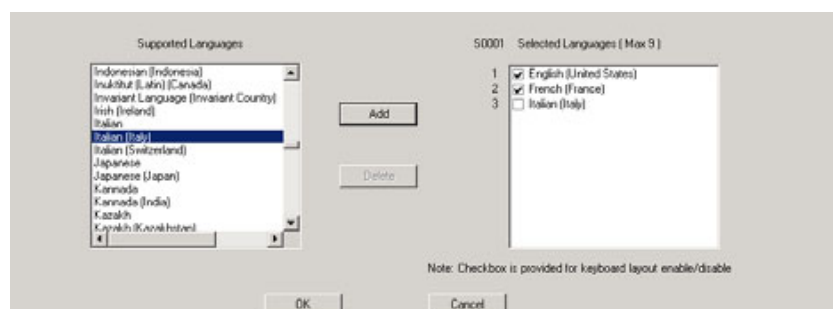 Supported Languages
S0001 Selected Languages ( Max 9 )
Indonesian (Indonesia)
Inuktitut (Latin) (Canada)
Invariant Language (Invariant Country)
Irish (Ireland)
Italian
Italian (Italy)
Italian (Switzerland)
Japanese
Japanese (Japan)
Kannada
Kannada (India)
Kazakh
Kazakh (Kazakhstan)
Add
Delete
1 English (United States)
2 French (France)
3 Italian (Italy)
Note: Checkbox is provided for keyboard layout enable/disable
OK
Cancel